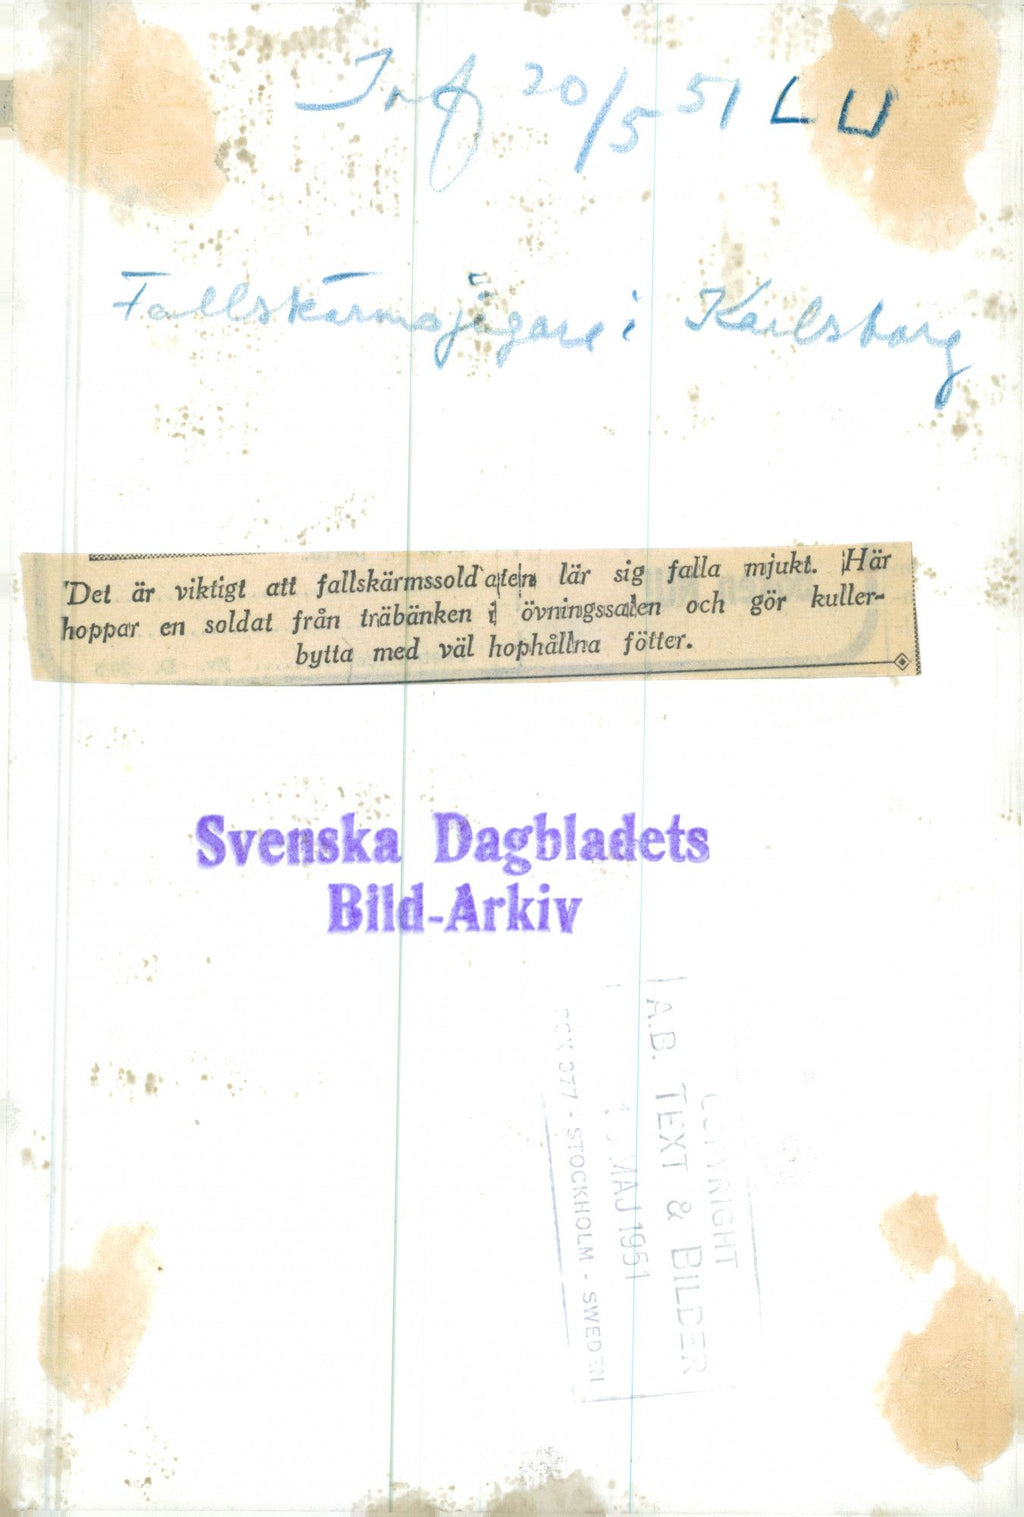 Inf 20/5 51 LU
Fallskärmsjägare i Karlsborg
Det är viktigt att fallskärmssoldaten lär sig falla mjukt. Här
hoppar en soldat från träbänken i övningssalen och gör kuller-
bytta med väl hophållna fötter.
Svenska Dagbladets
Bild-Arkiv
COPYRIGHT
A.B. TEXT & BILDER
MAJ 1951
BOX 377 - STOCKHOLM - SWEDEN